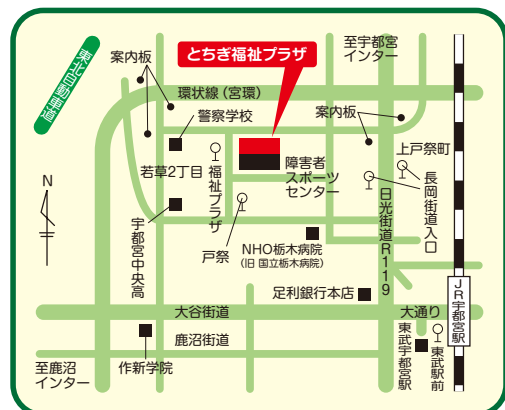 とちぎ福祉プラザ
至宇都宮
インター
東北自動車道
案内板
環状線(宮環)
警察学校
案内板
上戸祭町
若草2丁目
福祉プラザ
障害者
スポーツ
センター
長岡街道入口
N
宇都宮中央高
戸祭
日光街道R119
NHO栃木病院
(旧 国立栃木病院)
足利銀行本店
JR宇都宮駅
大谷街道
大通り
鹿沼街道
東武宇都宮駅
東武駅前
至鹿沼
インター
作新学院